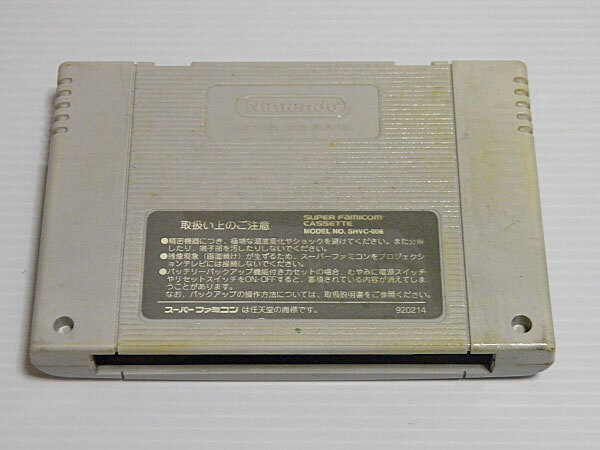 Nintendo
取扱い上のご注意
SUPER FAMICOM
CASSETTE
MODEL NO. SHVC-006
●精密機器につき、極端な温度変化やショックを避けてください。また分解
したり、端子部を汚したりしないでください。
●残像現象(画面焼け)が生ずるため、スーパーファミコンをプロジェクシ
ョンテレビには接続しないでください。
●バッテリーバックアップ機能付きカセットの場合、むやみに電源スイッチ
やリセットスイッチをON・OFFすると、蓄積されている内容が消えてしま
うことがあります。
なお、バックアップの操作方法については、取扱説明書をご参照ください。
スーパーファミコン は任天堂の商標です。
920214